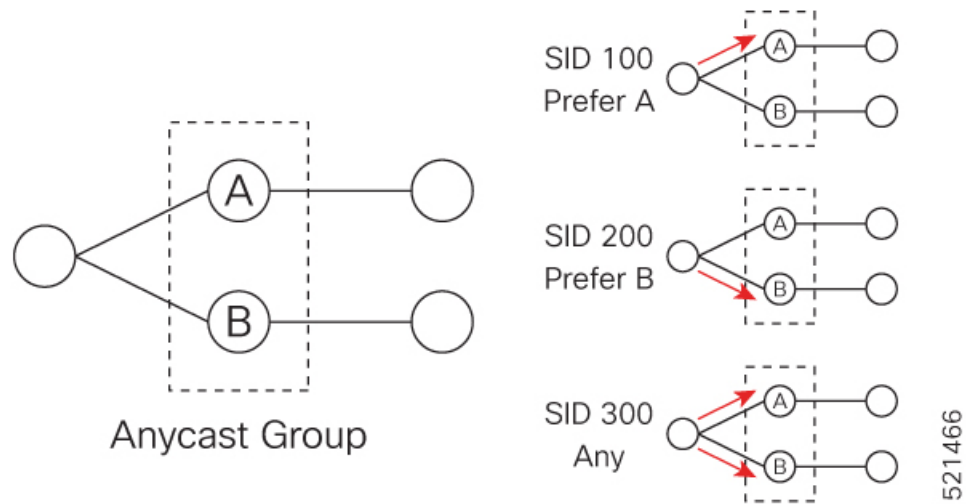 A
B
Anycast Group
SID 100
Prefer A
A
B
SID 200
Prefer B
A
B
SID 300
Any
A
B
521466